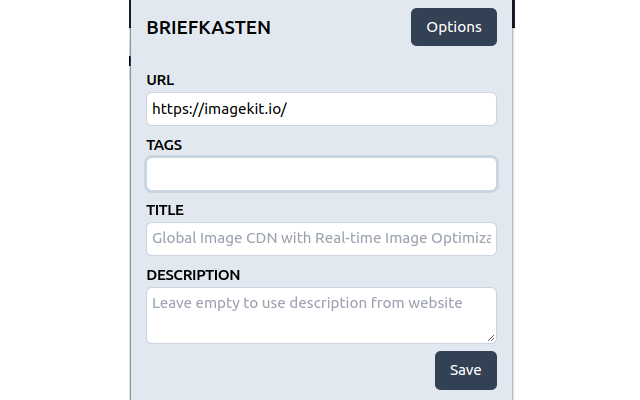 BRIEFKASTEN
Options
URL
https://imagekit.io/
TAGS
TITLE
Global Image CDN with Real-time Image Optimiza
DESCRIPTION
Leave empty to use description from website
Save